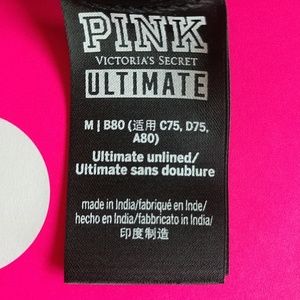 PINK
VICTORIA'S SECRET
ULTIMATE
M | B80 (适用 C75, D75,
A80)
Ultimate unlined/
Ultimate sans doublure
made in India/fabriqué en Inde/
hecho en India/fabbricato in India/
印度制造